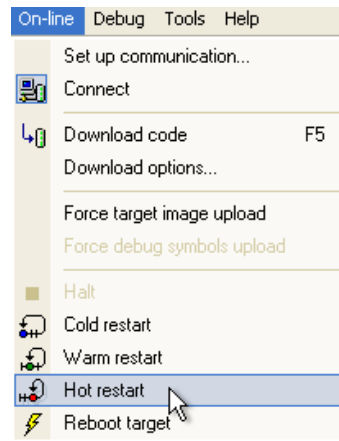 On-line Debug Tools Help
Set up communication...
Connect
Download code F5
Download options...
Force target image upload
Force debug symbols upload
Halt
Cold restart
Warm restart
Hot restart
Reboot target